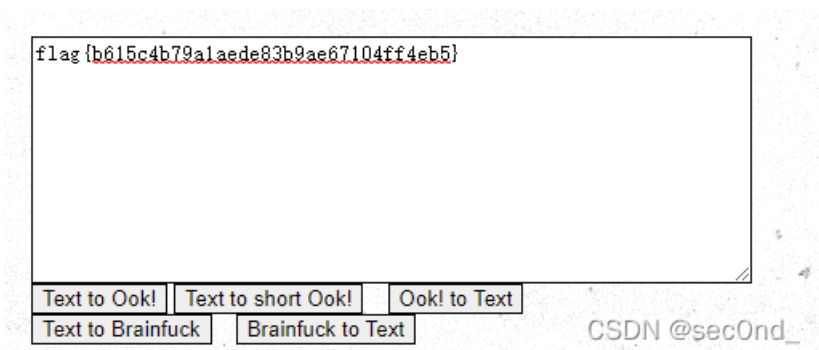 flag{b615c4b79a1aede83b9ae67104ff4eb5}
Text to Ook! Text to short Ook! Ook! to Text
Text to Brainfuck Brainfuck to Text
CSDN @sec0nd_